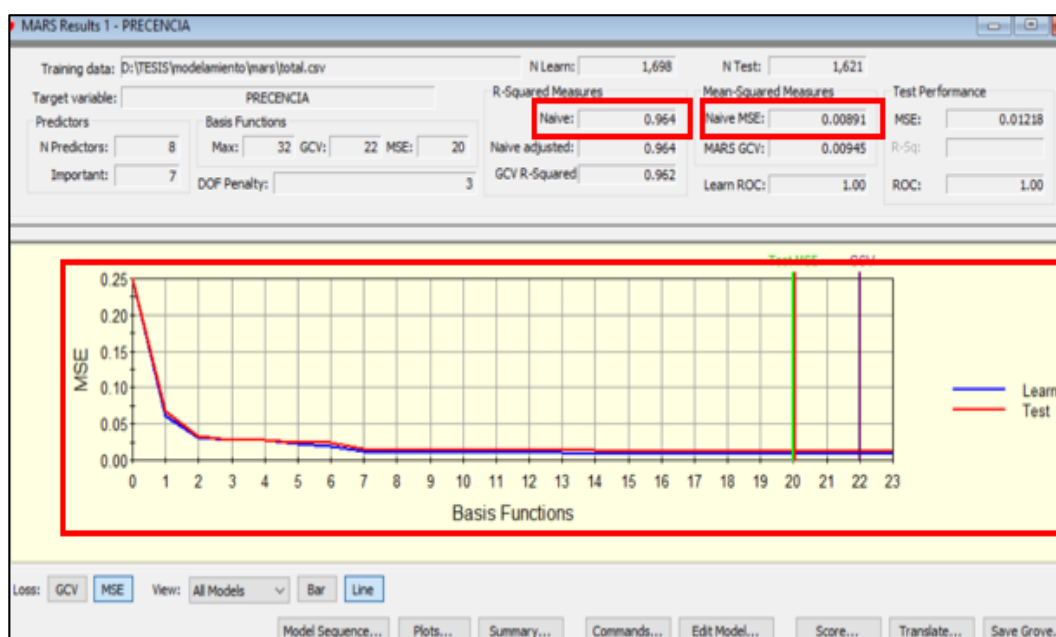 MARS Results 1 - PRECENCIA
Training data: D:\TESIS\modelamiento\mars\total.csv N Learn: 1,698 N Test: 1,621
Target variable: PRECENCIA R-Squared Measures Mean-Squared Measures Test Performance
Predictors Basis Functions Naive: 0.964 Naive MSE: 0.00891 MSE: 0.01218
N Predictors: 8 Max: 32 GCV: 22 MSE: 20 Naive adjusted: 0.964 MARS GCV: 0.00945 R-Sq:
Important: 7 DOF Penalty: 3 GCV R-Squared 0.962 Learn ROC: 1.00 ROC: 1.00
Test MSE GCV
0.25
0.20
0.15
0.10
0.05
0.00
MSE
Learn
Test
0 1 2 3 4 5 6 7 8 9 10 11 12 13 14 15 16 17 18 19 20 21 22 23
Basis Functions
Loss: GCV MSE View: All Models Bar Line
Model Sequence... Plots... Summary... Commands... Edit Model... Score... Translate... Save Grove